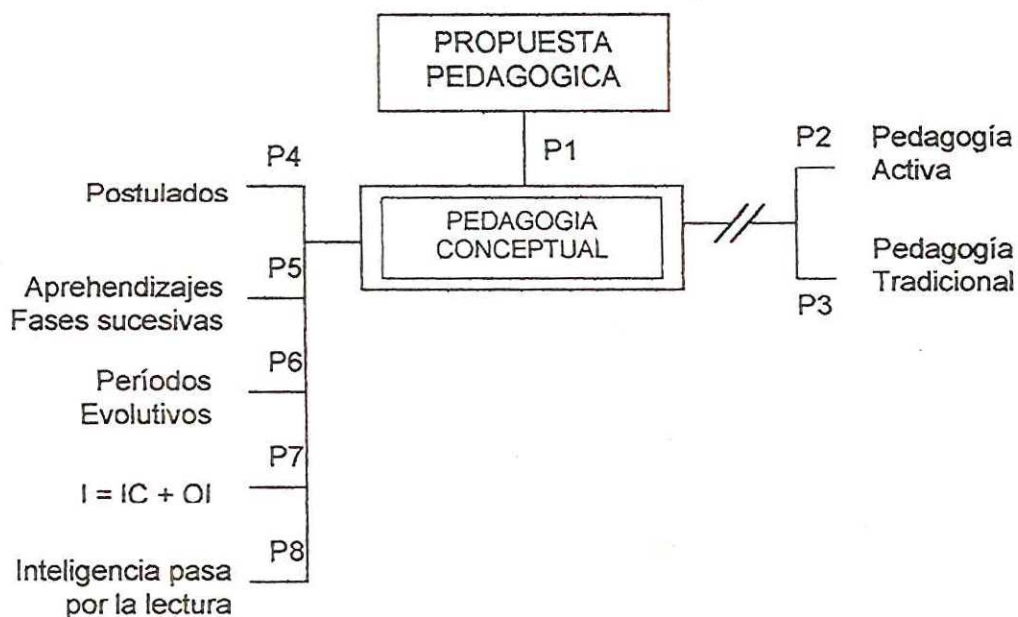 PROPUESTA
PEDAGOGICA
P1
PEDAGOGIA
CONCEPTUAL
P2
Pedagogía
Activa
Pedagogía
Tradicional
P3
P4
Postulados
P5
Aprehendizajes
Fases sucesivas
P6
Períodos
Evolutivos
P7
I = IC + OI
P8
Inteligencia pasa
por la lectura